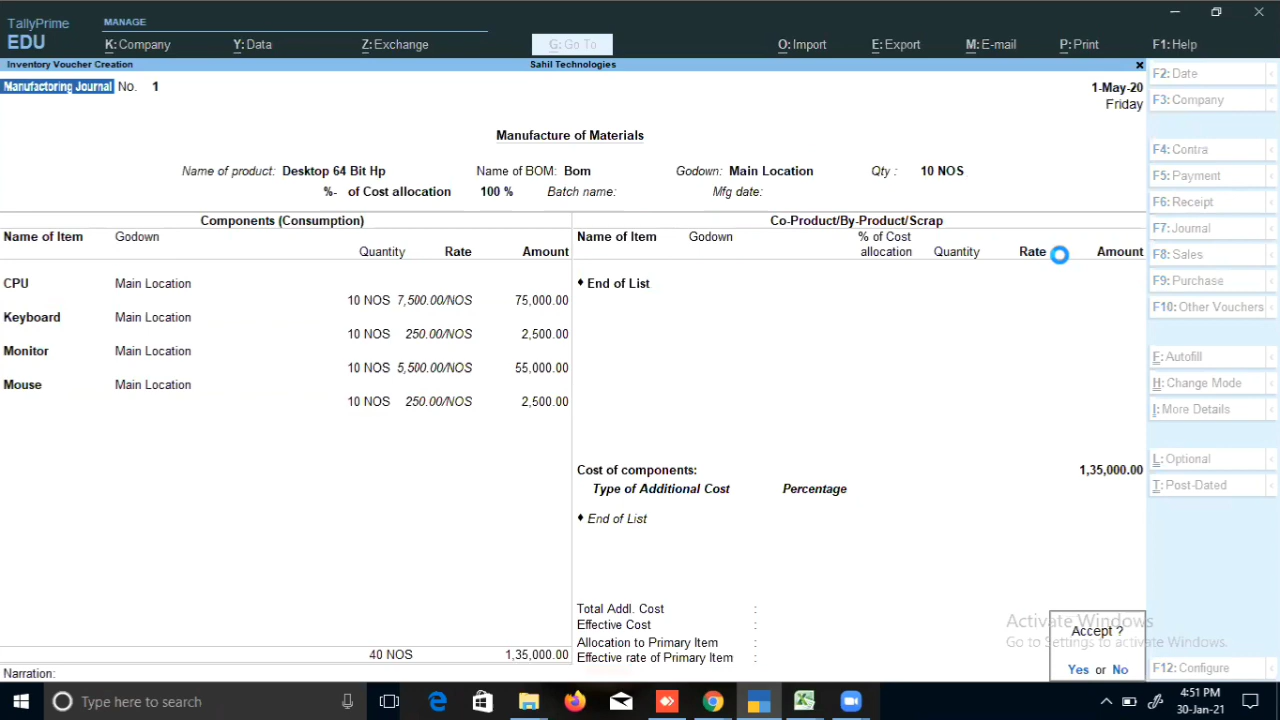 TallyPrime
EDU
MANAGE
K: Company
Y: Data
Z: Exchange
G: Go To
O: Import
E: Export
M: E-mail
P: Print
F1: Help
Inventory Voucher Creation
Sahil Technologies
Manufactoring Journal No. 1
1-May-20
Friday
Manufacture of Materials
Name of product: Desktop 64 Bit Hp
Name of BOM: Bom
Godown: Main Location
Qty : 10 NOS
%- of Cost allocation 100 %
Batch name:
Mfg date:
Components (Consumption)
Name of Item
Godown
Quantity
Rate
Amount
CPU Main Location
10 NOS 7,500.00/NOS 75,000.00
Keyboard Main Location
10 NOS 250.00/NOS 2,500.00
Monitor Main Location
10 NOS 5,500.00/NOS 55,000.00
Mouse Main Location
10 NOS 250.00/NOS 2,500.00
40 NOS 1,35,000.00
Co-Product/By-Product/Scrap
Name of Item
Godown
% of Cost
allocation
Quantity
Rate
Amount
♦ End of List
Cost of components: 1,35,000.00
Type of Additional Cost Percentage
♦ End of List
Total Addl. Cost :
Effective Cost :
Allocation to Primary Item :
Effective rate of Primary Item :
Narration:
Activate Windows
Go to Settings to activate Windows.
Accept ?
Yes or No
F2: Date
F3: Company
F4: Contra
F5: Payment
F6: Receipt
F7: Journal
F8: Sales
F9: Purchase
F10: Other Vouchers
F: Autofill
H: Change Mode
I: More Details
L: Optional
T: Post-Dated
F12: Configure
Type here to search
4:51 PM
30-Jan-21